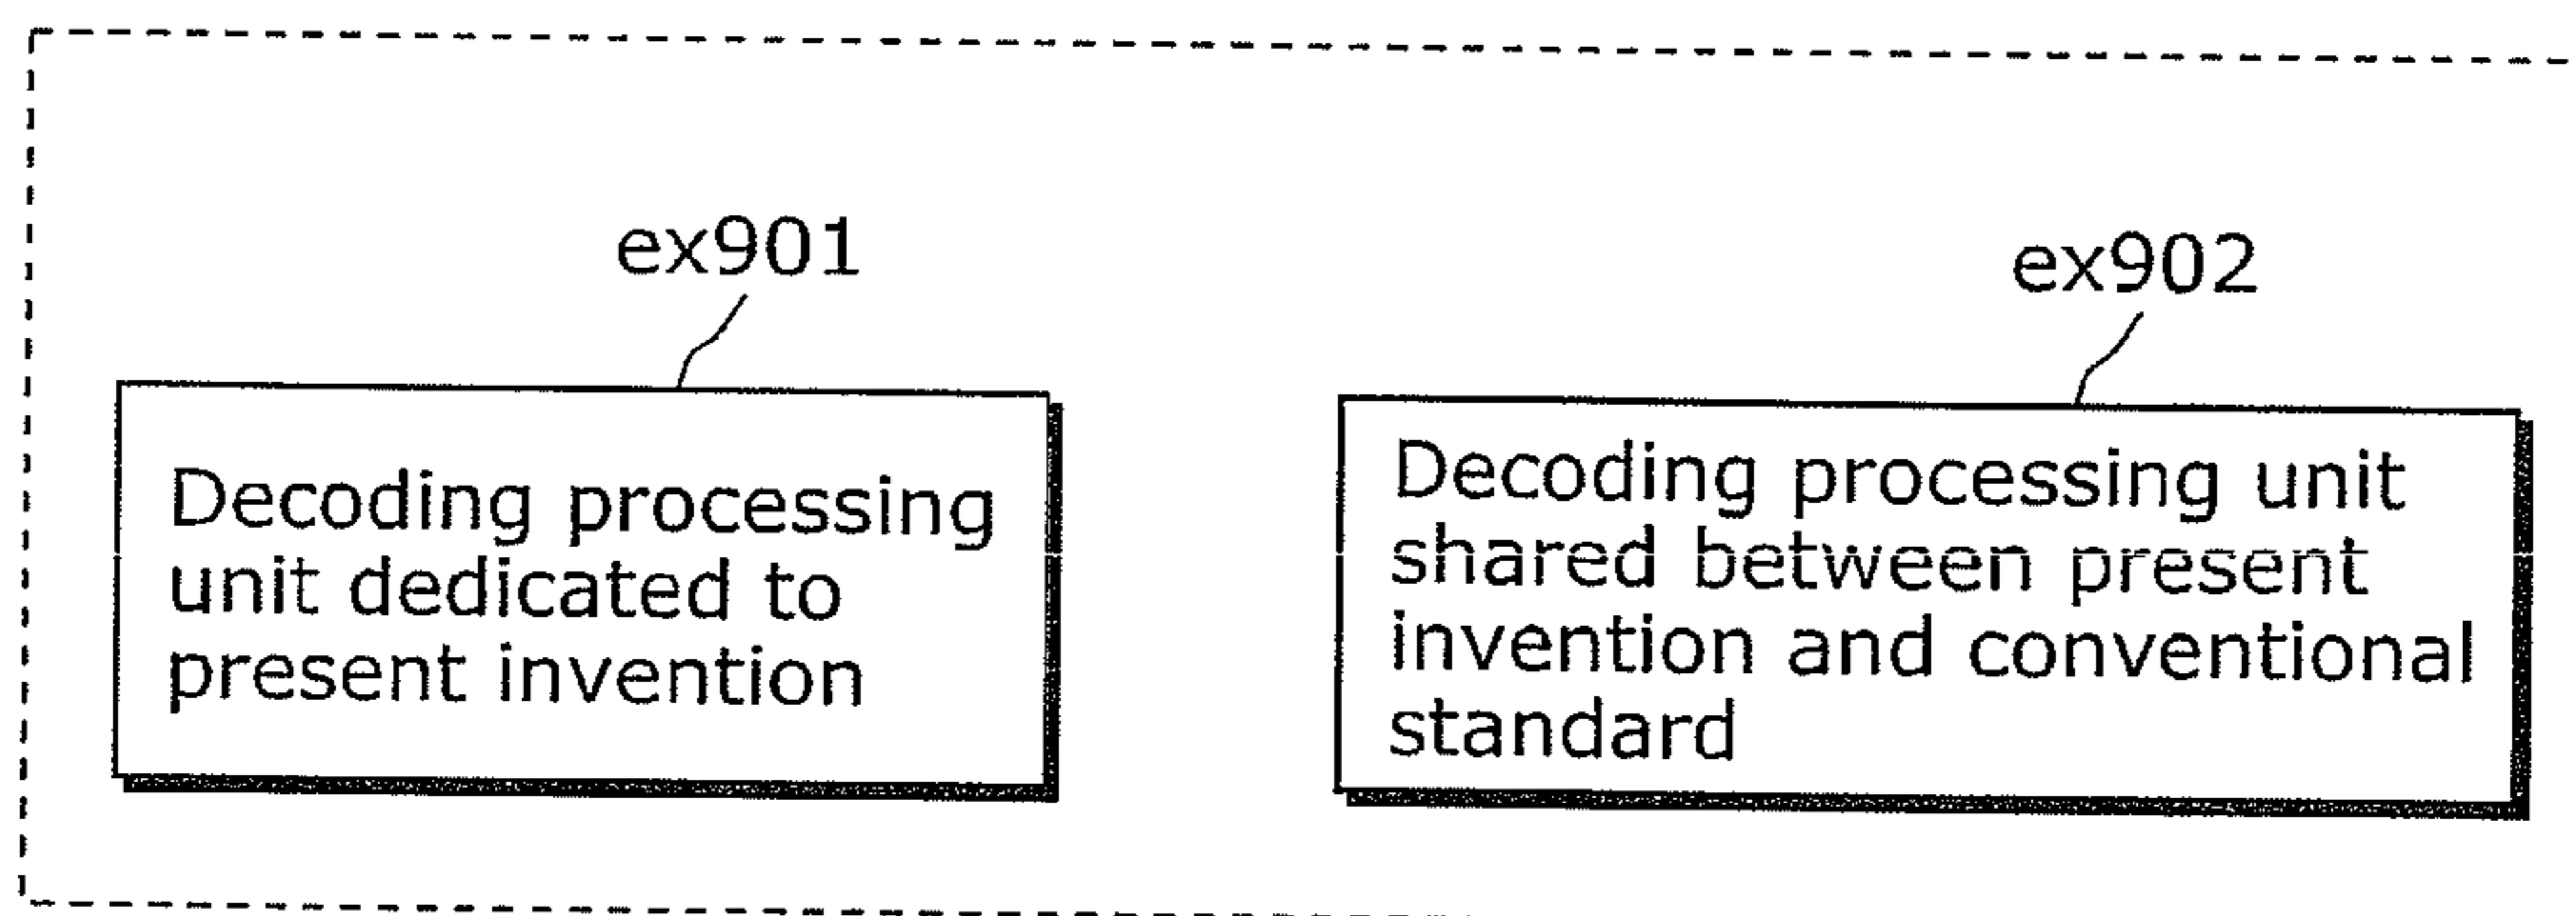 ex901
ex902
Decoding processing
unit dedicated to
present invention
Decoding processing unit
shared between present
invention and conventional
standard